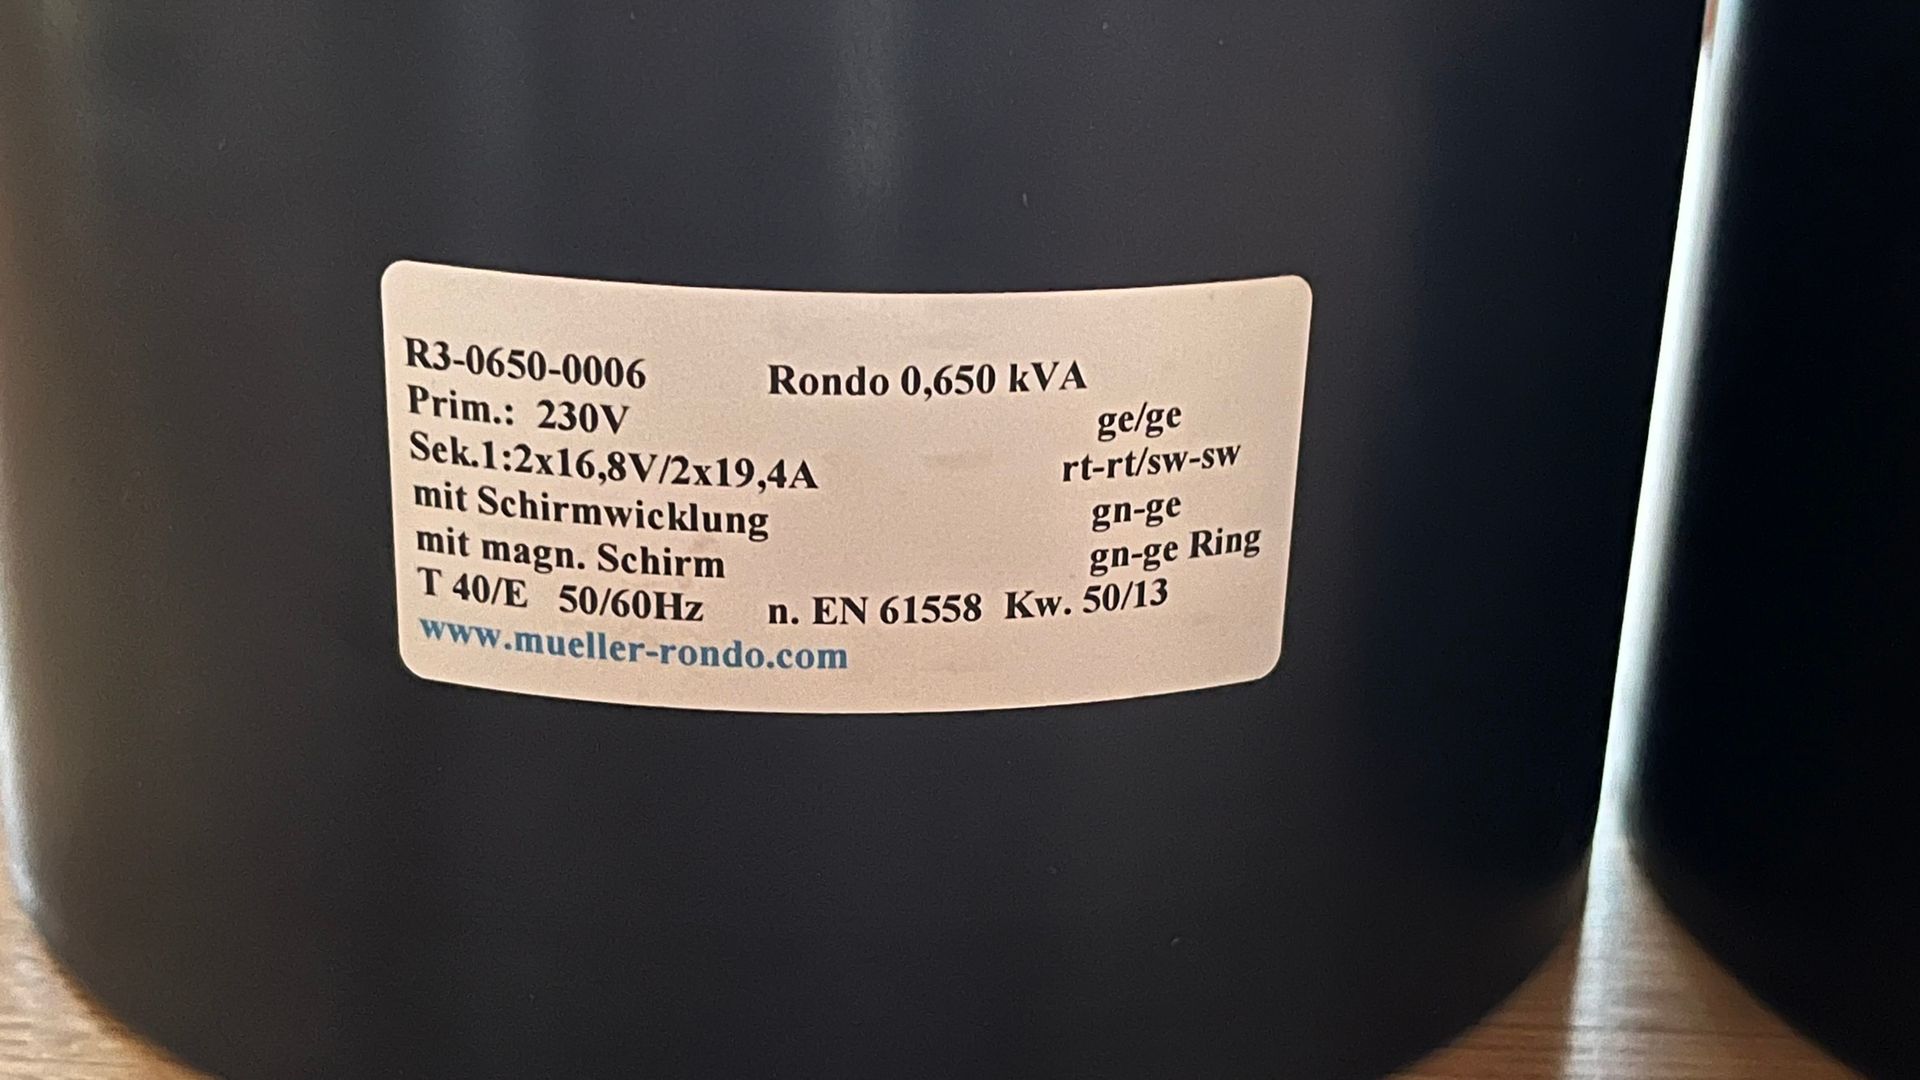 R3-0650-0006 Rondo 0,650 kVA
Prim.: 230V ge/ge
Sek.1:2x16,8V/2x19,4A rt-rt/sw-sw
mit Schirmwicklung gn-ge
mit magn. Schirm gn-ge Ring
T 40/E 50/60Hz n. EN 61558 Kw. 50/13
www.mueller-rondo.com